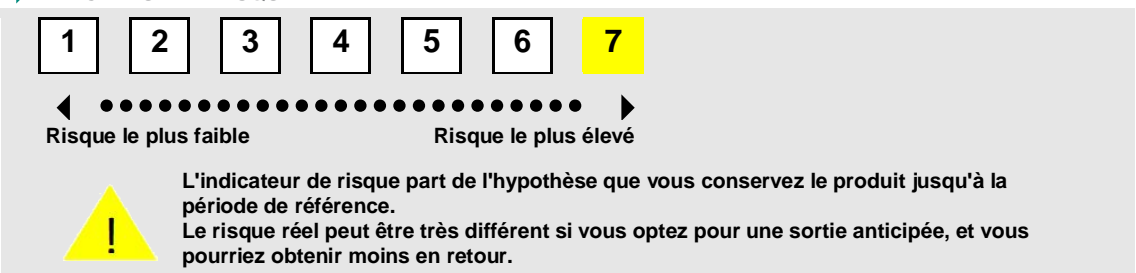 1 2 3 4 5 6 7
Risque le plus faible Risque le plus élevé
L'indicateur de risque part de l'hypothèse que vous conservez le produit jusqu'à la
période de référence.
Le risque réel peut être très différent si vous optez pour une sortie anticipée, et vous
pourriez obtenir moins en retour.
!